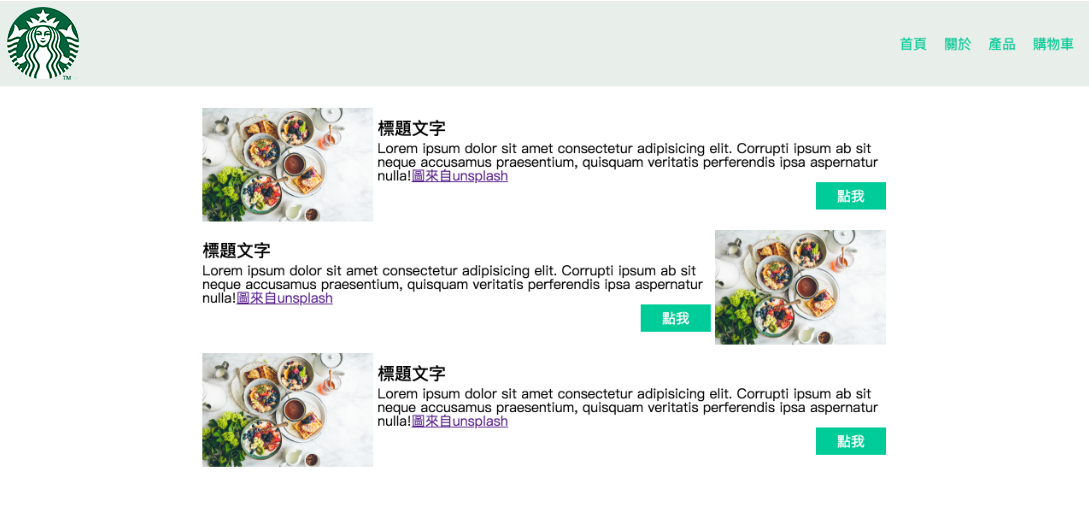 首頁 關於 產品 購物車
TM
標題文字
Lorem ipsum dolor sit amet consectetur adipisicing elit. Corrupti ipsum ab sit
neque accusamus praesentium, quisquam veritatis perferendis ipsa aspernatur
nulla!圖來自unsplash
點我
標題文字
Lorem ipsum dolor sit amet consectetur adipisicing elit. Corrupti ipsum ab sit
neque accusamus praesentium, quisquam veritatis perferendis ipsa aspernatur
nulla!圖來自unsplash
點我
標題文字
Lorem ipsum dolor sit amet consectetur adipisicing elit. Corrupti ipsum ab sit
neque accusamus praesentium, quisquam veritatis perferendis ipsa aspernatur
nulla!圖來自unsplash
點我